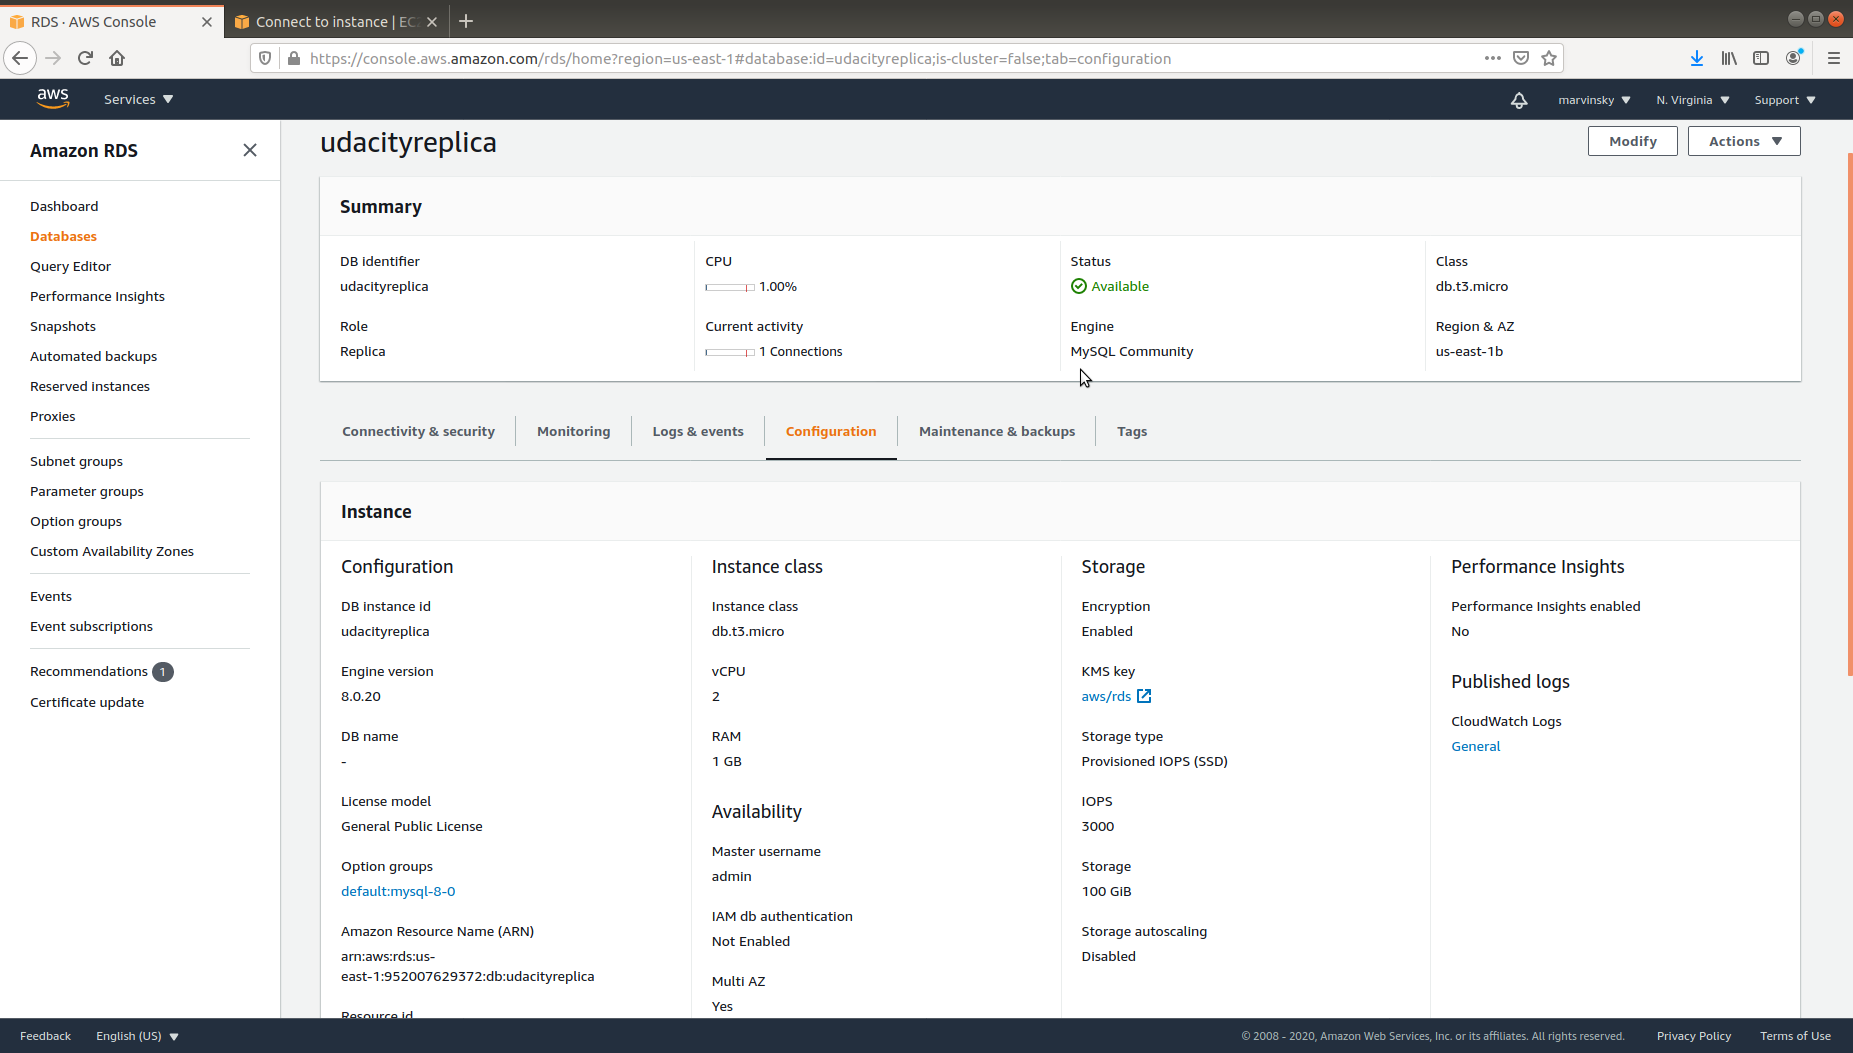 RDS · AWS Console
Connect to instance | EC2
https://console.aws.amazon.com/rds/home?region=us-east-1#database:id=udacityreplica;is-cluster=false;tab=configuration
aws
Services
marvinsky
N. Virginia
Support
Amazon RDS
Dashboard
Databases
Query Editor
Performance Insights
Snapshots
Automated backups
Reserved instances
Proxies
Subnet groups
Parameter groups
Option groups
Custom Availability Zones
Events
Event subscriptions
Recommendations 1
Certificate update
udacityreplica
Modify
Actions
Summary
DB identifier
udacityreplica
Role
Replica
CPU
1.00%
Current activity
1 Connections
Status
Available
Engine
MySQL Community
Class
db.t3.micro
Region & AZ
us-east-1b
Connectivity & security
Monitoring
Logs & events
Configuration
Maintenance & backups
Tags
Instance
Configuration
DB instance id
udacityreplica
Engine version
8.0.20
DB name
-
License model
General Public License
Option groups
default:mysql-8-0
Amazon Resource Name (ARN)
arn:aws:rds:us-
east-1:952007629372:db:udacityreplica
Resource id
Instance class
Instance class
db.t3.micro
vCPU
2
RAM
1 GB
Availability
Master username
admin
IAM db authentication
Not Enabled
Multi AZ
Yes
Storage
Encryption
Enabled
KMS key
aws/rds
Storage type
Provisioned IOPS (SSD)
IOPS
3000
Storage
100 GiB
Storage autoscaling
Disabled
Performance Insights
Performance Insights enabled
No
Published logs
CloudWatch Logs
General
Feedback
English (US)
© 2008 - 2020, Amazon Web Services, Inc. or its affiliates. All rights reserved.
Privacy Policy
Terms of Use